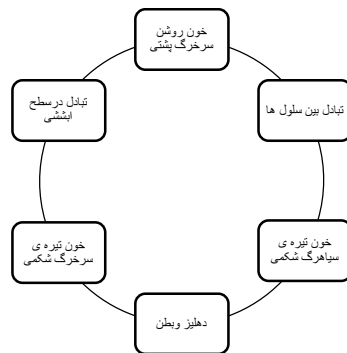 خون روشن
سرخرگ پشتی
تبادل بین سلول ها
خون تیره ی
سیاهرگ شکمی
دهلیز وبطن
خون تیره ی
سرخرگ شکمی
تبادل درسطح
ابششی